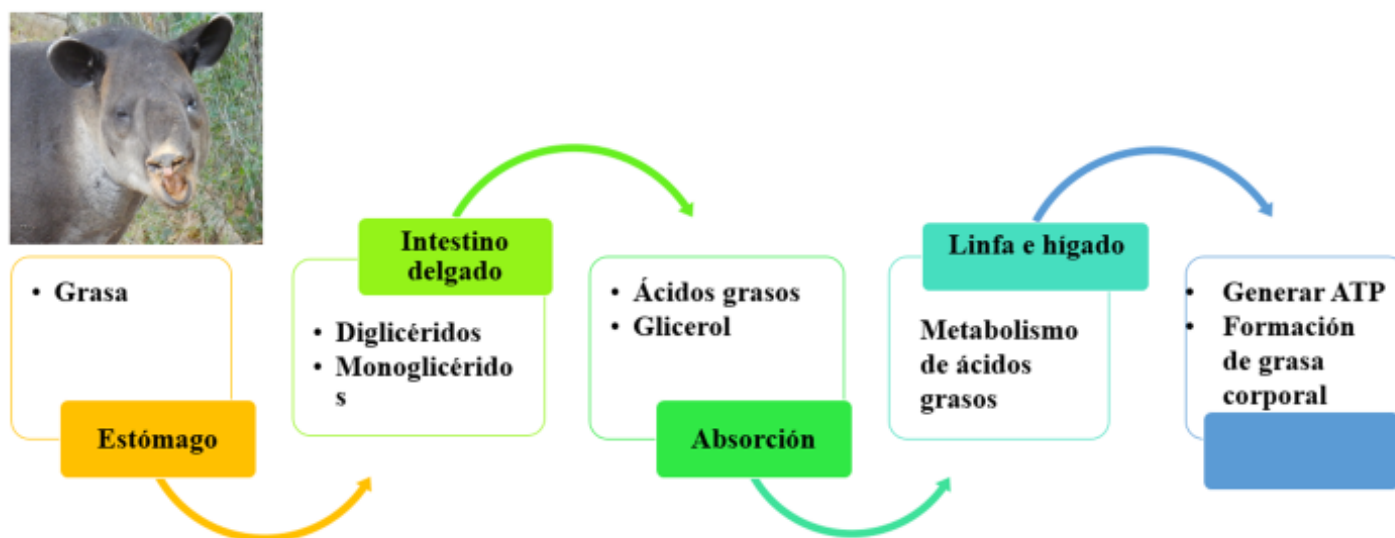 • Grasa
Estómago
Intestino
delgado
• Diglicéridos
• Monoglicérido
s
• Ácidos grasos
• Glicerol
Absorción
Linfa e hígado
Metabolismo
de ácidos
grasos
• Generar ATP
• Formación
de grasa
corporal